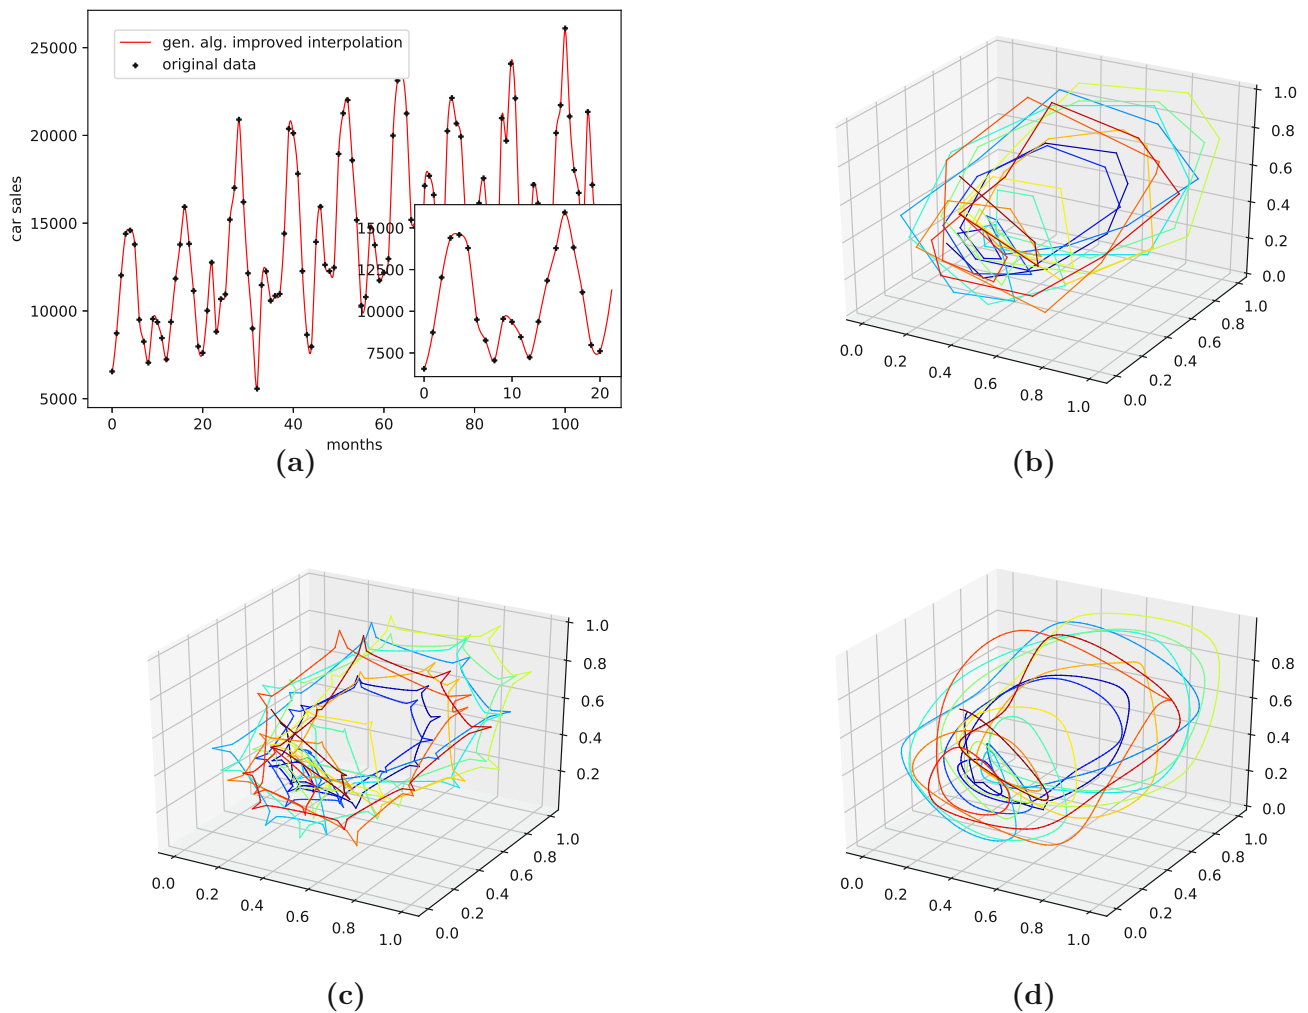 25000
20000
15000
10000
5000
car sales
gen. alg. improved interpolation
original data
15000
12500
10000
7500
0 10 20
0 20 40 60 80 100
months
(a)
1.0
0.8
0.6
0.4
0.2
0.0
0.0 0.2 0.4 0.6 0.8 1.0
0.0 0.2 0.4 0.6 0.8 1.0
(b)
1.0
0.8
0.6
0.4
0.2
0.0 0.2 0.4 0.6 0.8 1.0
0.0 0.2 0.4 0.6 0.8 1.0
(c)
0.8
0.6
0.4
0.2
0.0
0.0 0.2 0.4 0.6 0.8 1.0
0.0 0.2 0.4 0.6 0.8 1.0
(d)